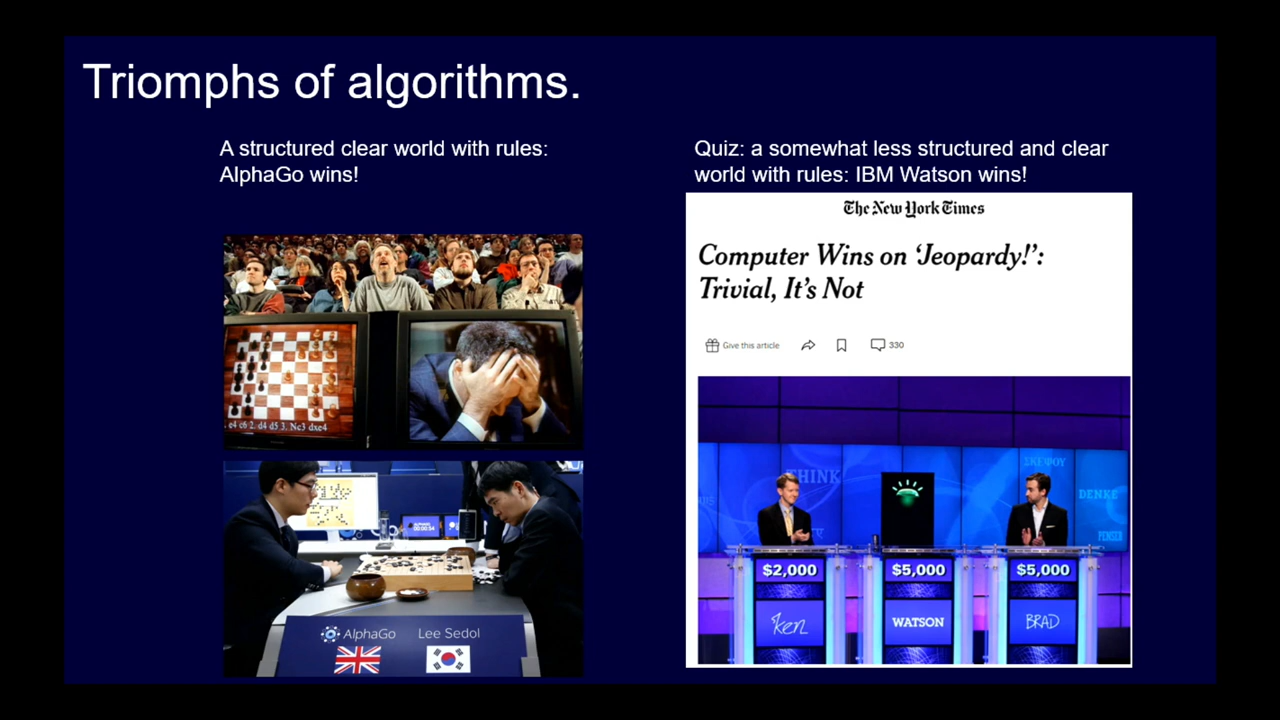 Triomphs of algorithms.
A structured clear world with rules:
AlphaGo wins!
e4 c6 2. d4 d5 3. Nc3 dxe4
AlphaGo Lee Sedol
Quiz: a somewhat less structured and clear
world with rules: IBM Watson wins!
The New York Times
Computer Wins on ‘Jeopardy!’:
Trivial, It’s Not
Give this article 330
THINK
ΣΚΕΨΟΥ
DENKE
PENSER
$2,000 $5,000 $5,000
Ken WATSON BRAD